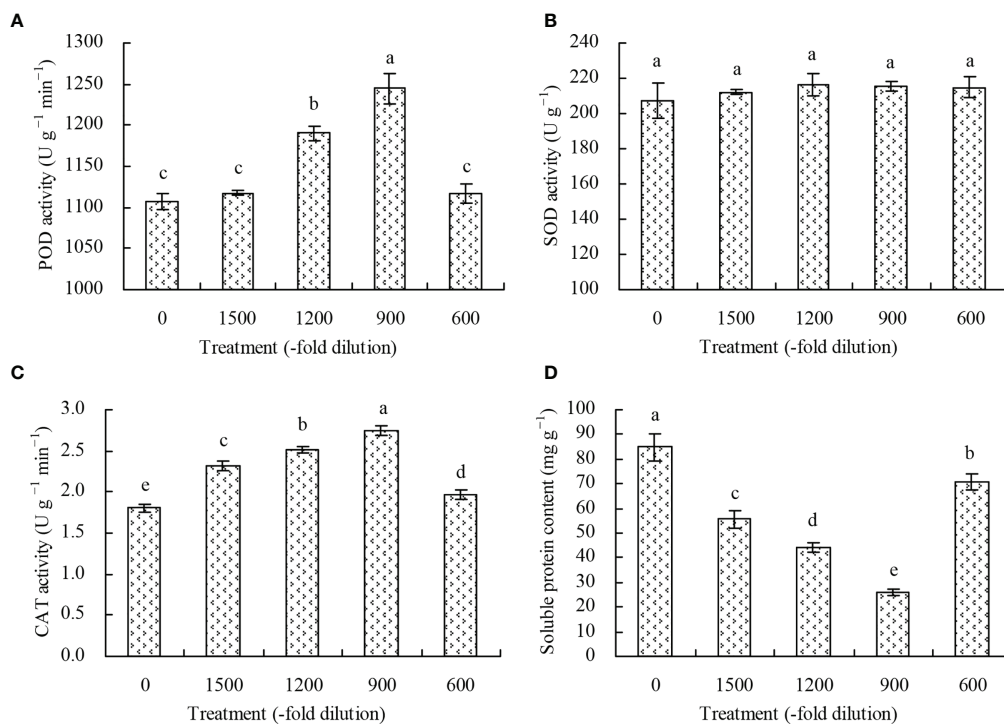 A
POD activity (U g⁻¹ min⁻¹)
1300
1250
1200
1150
1100
1050
1000
c
c
b
a
c
0 1500 1200 900 600
Treatment (-fold dilution)
B
SOD activity (U g⁻¹)
240
220
200
180
160
140
120
100
a
a
a
a
a
0 1500 1200 900 600
Treatment (-fold dilution)
C
CAT activity (U g⁻¹ min⁻¹)
3.0
2.5
2.0
1.5
1.0
0.5
0.0
e
c
b
a
d
0 1500 1200 900 600
Treatment (-fold dilution)
D
Soluble protein content (mg g⁻¹)
100
90
80
70
60
50
40
30
20
10
0
a
c
d
e
b
0 1500 1200 900 600
Treatment (-fold dilution)